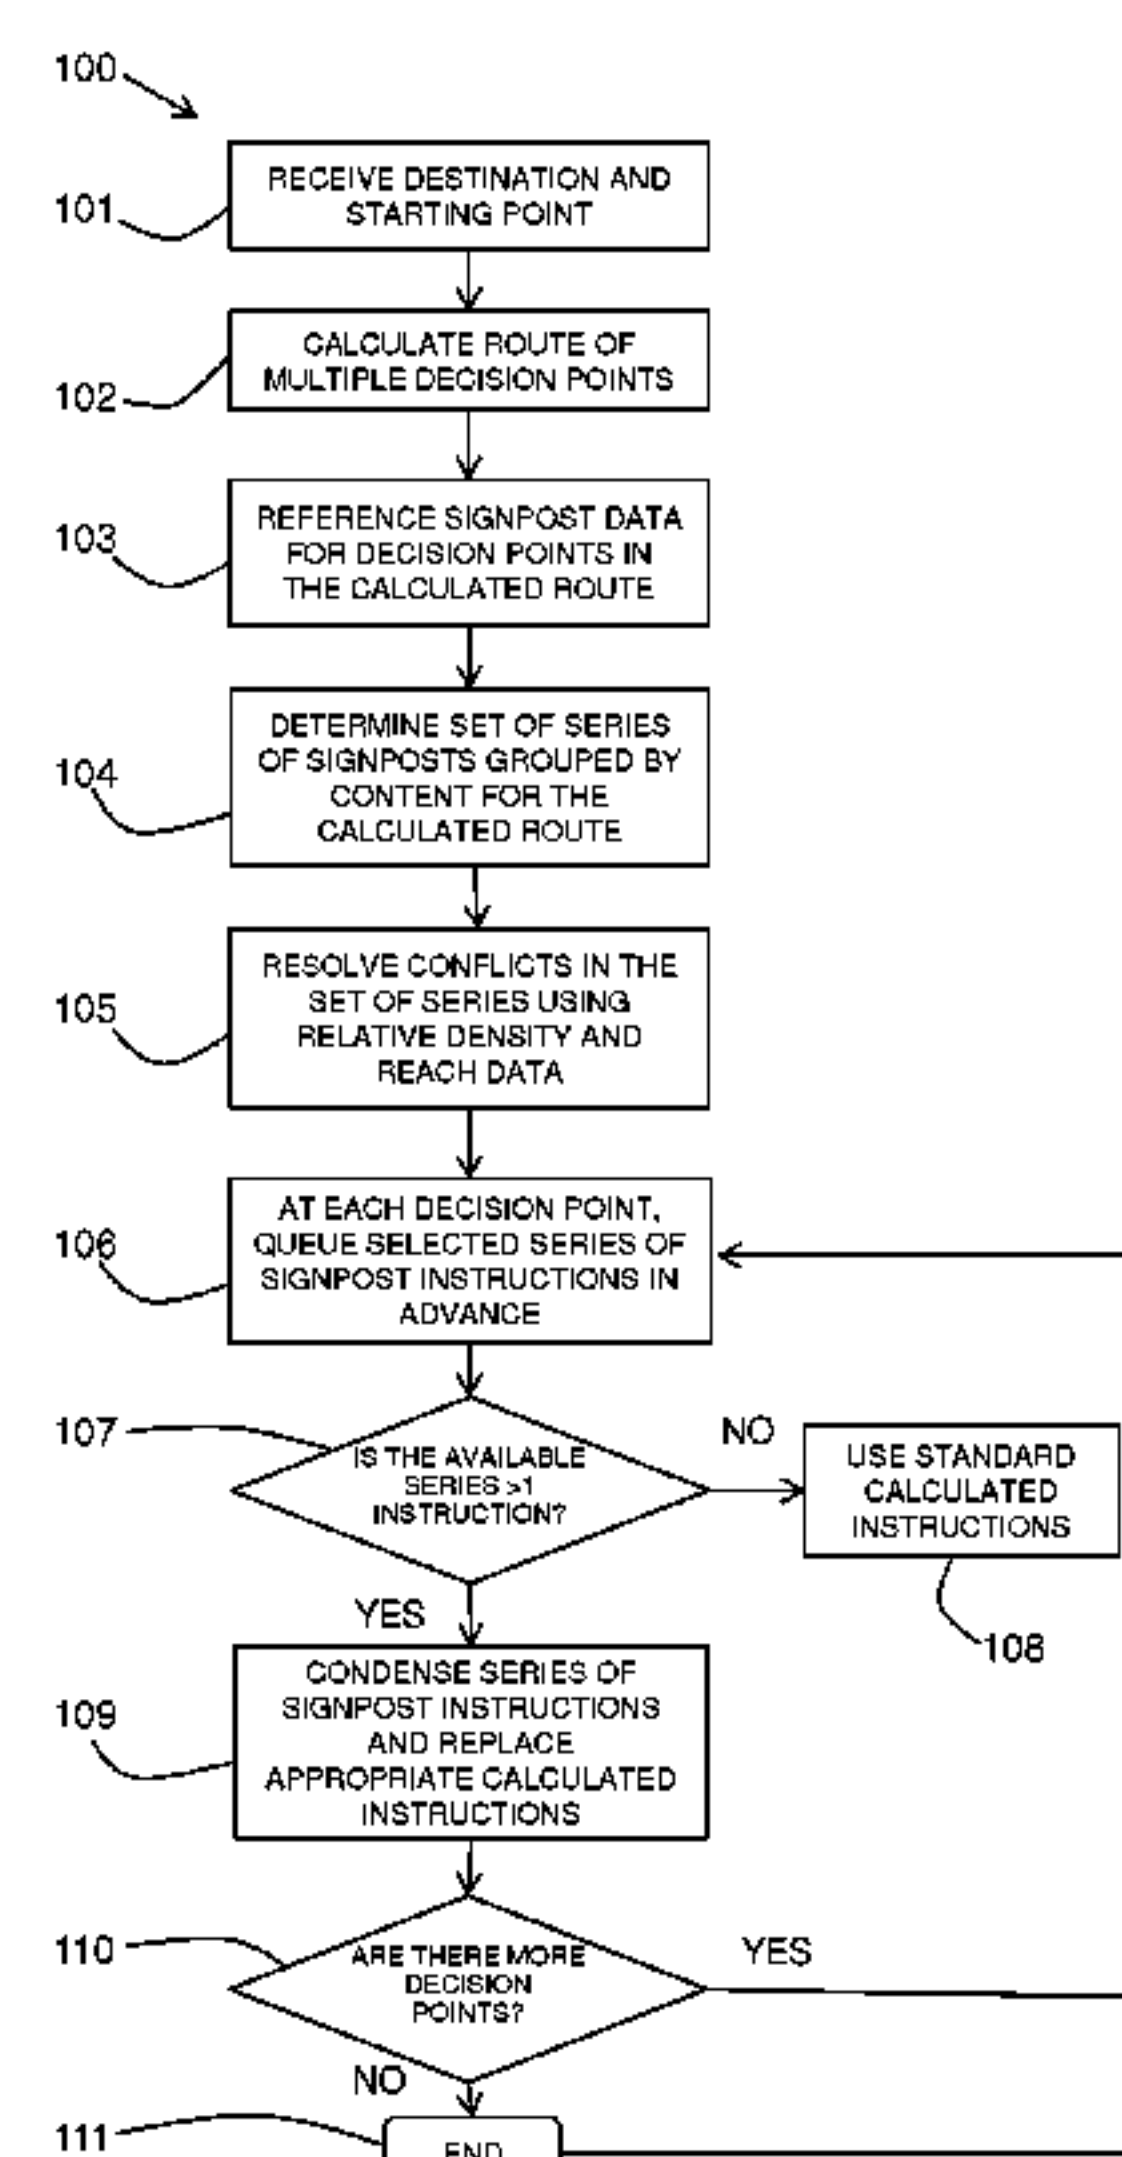 100
101
RECEIVE DESTINATION AND
STARTING POINT
102
CALCULATE ROUTE OF
MULTIPLE DECISION POINTS
103
REFERENCE SIGNPOST DATA
FOR DECISION POINTS IN
THE CALCULATED ROUTE
104
DETERMINE SET OF SERIES
OF SIGNPOSTS GROUPED BY
CONTENT FOR THE
CALCULATED ROUTE
105
RESOLVE CONFLICTS IN THE
SET OF SERIES USING
RELATIVE DENSITY AND
REACH DATA
106
AT EACH DECISION POINT,
QUEUE SELECTED SERIES OF
SIGNPOST INSTRUCTIONS IN
ADVANCE
107
IS THE AVAILABLE
SERIES >1
INSTRUCTION?
NO
USE STANDARD
CALCULATED
INSTRUCTIONS
108
YES
109
CONDENSE SERIES OF
SIGNPOST INSTRUCTIONS
AND REPLACE
APPROPRIATE CALCULATED
INSTRUCTIONS
110
ARE THERE MORE
DECISION
POINTS?
YES
NO
111
END